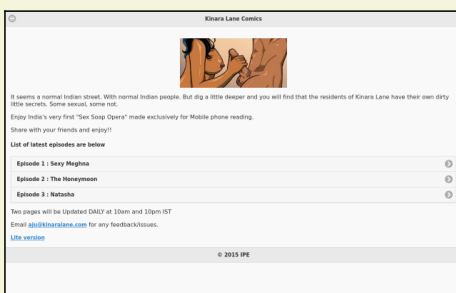 Kinara Lane Comics
It seems a normal Indian street. With normal Indian people. But dig a little deeper and you will find that the residents of Kinara Lane have their own dirty
little secrets. Some sexual, some not.
Enjoy India's very first "Sex Soap Opera" made exclusively for Mobile phone reading.
Share with your friends and enjoy!!
List of latest episodes are below
Episode 1 : Sexy Meghna
Episode 2 : The Honeymoon
Episode 3 : Natasha
Two pages will be Updated DAILY at 10am and 10pm IST
Email aju@kinaralane.com for any feedback/issues.
Lite version
© 2015 IPE